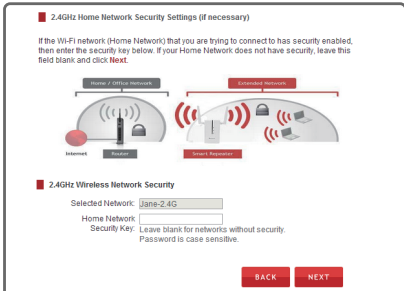 2.4GHz Home Network Security Settings (if necessary)
If the Wi-Fi network (Home Network) that you are trying to connect to has security enabled,
then enter the security key below. If your Home Network does not have security, leave this
field blank and click Next.
Home / Office Network
Extended Network
Internet
Router
Smart Repeater
2.4GHz Wireless Network Security
Selected Network: Jane-2.4G
Home Network
Security Key: Leave blank for networks without security.
Password is case sensitive.
BACK NEXT